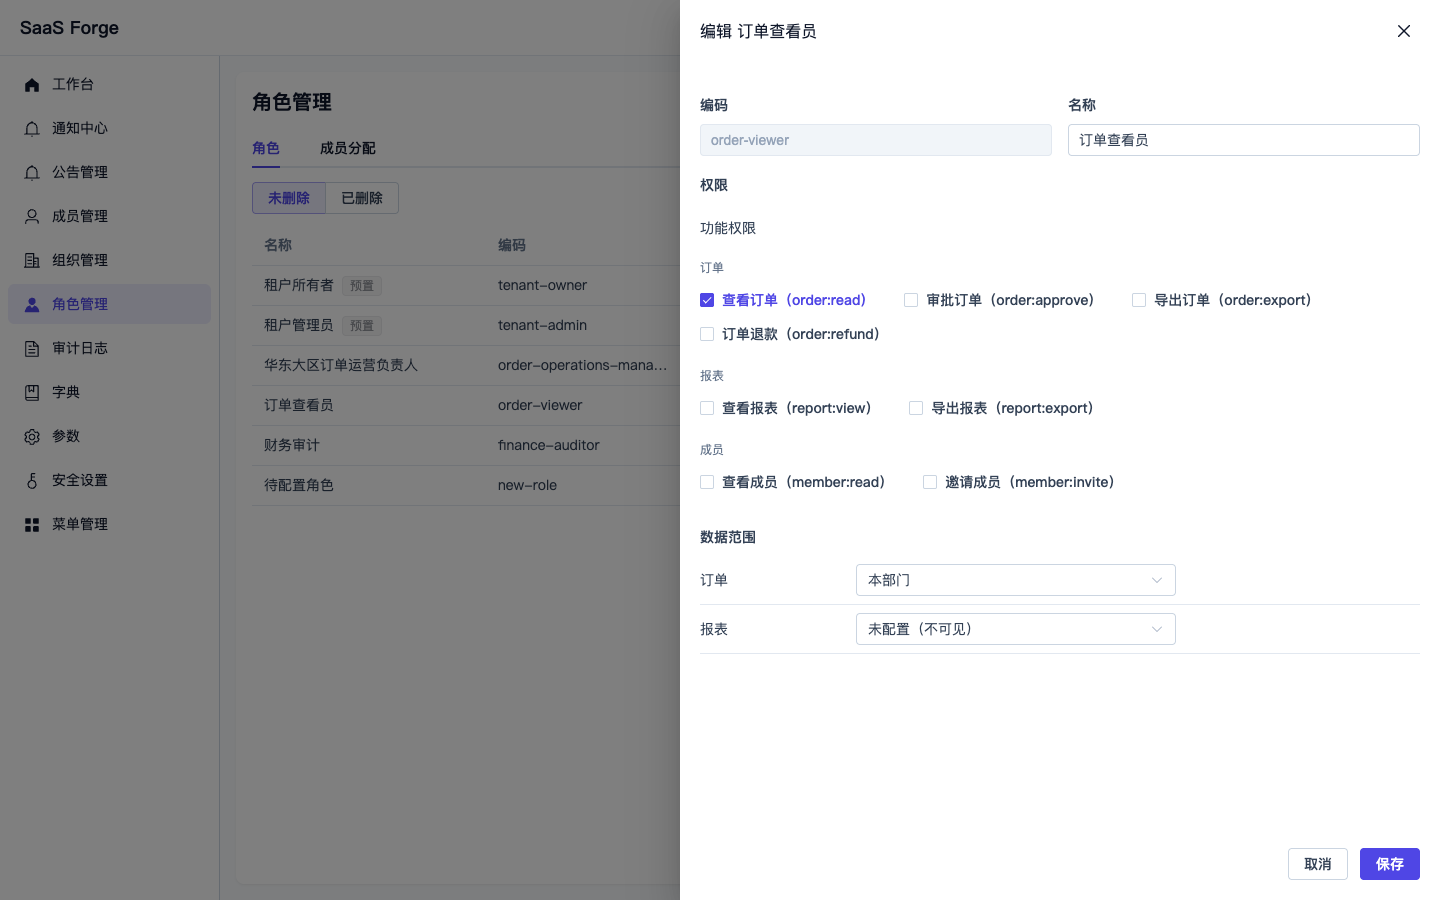 SaaS Forge
工作台
通知中心
公告管理
成员管理
组织管理
角色管理
审计日志
字典
参数
安全设置
菜单管理
角色管理
角色 成员分配
未删除 已删除
名称 编码
租户所有者 预置 tenant-owner
租户管理员 预置 tenant-admin
华东大区订单运营负责人 order-operations-mana...
订单查看员 order-viewer
财务审计 finance-auditor
待配置角色 new-role
编辑 订单查看员
编码 名称
order-viewer 订单查看员
权限
功能权限
订单
查看订单（order:read） 审批订单（order:approve） 导出订单（order:export）
订单退款（order:refund）
报表
查看报表（report:view） 导出报表（report:export）
成员
查看成员（member:read） 邀请成员（member:invite）
数据范围
订单 本部门
报表 未配置（不可见）
取消 保存